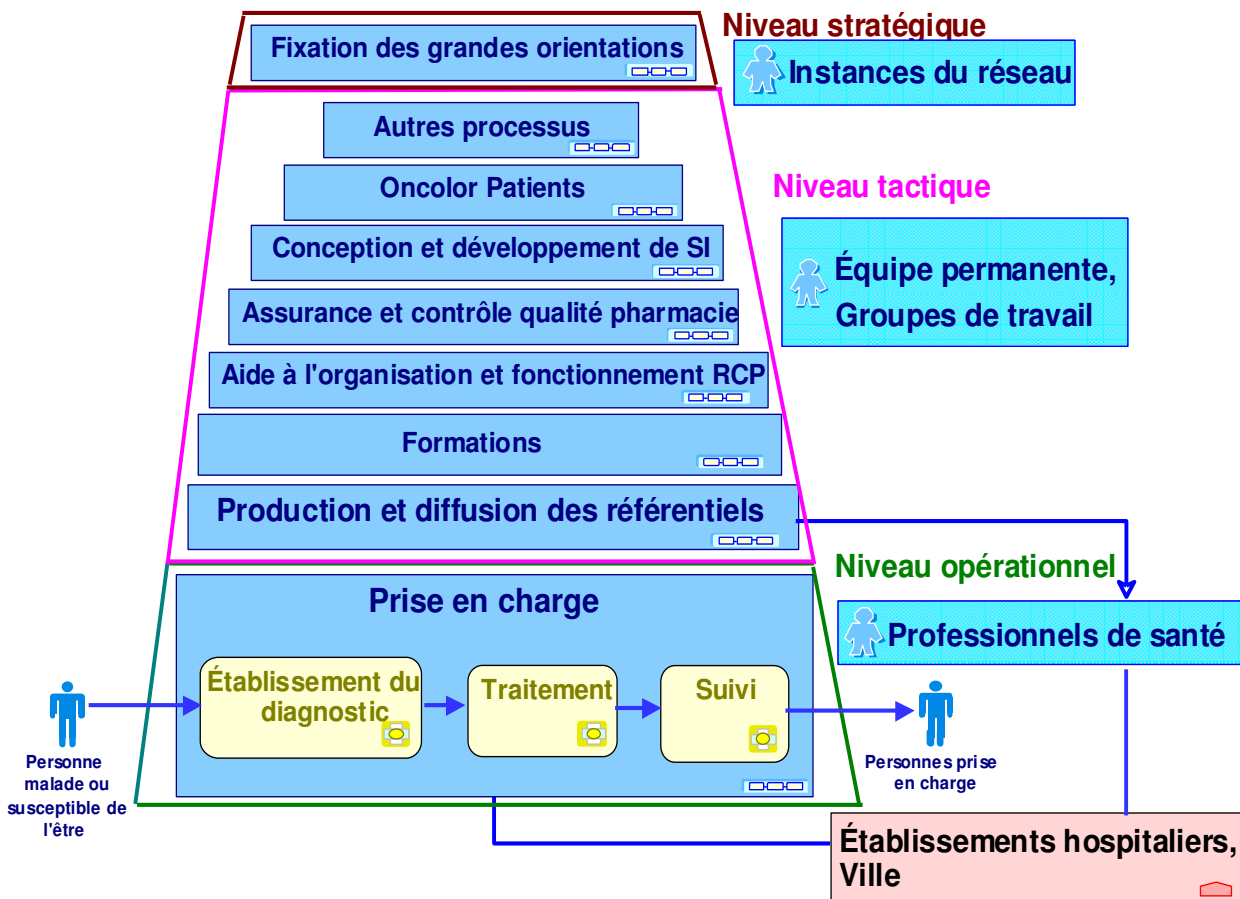 Niveau stratégique
Fixation des grandes orientations
Instances du réseau
Autres processus
Niveau tactique
Oncolor Patients
Conception et développement de SI
Équipe permanente,
Groupes de travail
Assurance et contrôle qualité pharmacie
Aide à l'organisation et fonctionnement RCP
Formations
Production et diffusion des référentiels
Niveau opérationnel
Prise en charge
Professionnels de santé
Établissement du
diagnostic
Traitement
Suivi
Personne
malade ou
susceptible de
l'être
Personnes prise
en charge
Établissements hospitaliers,
Ville